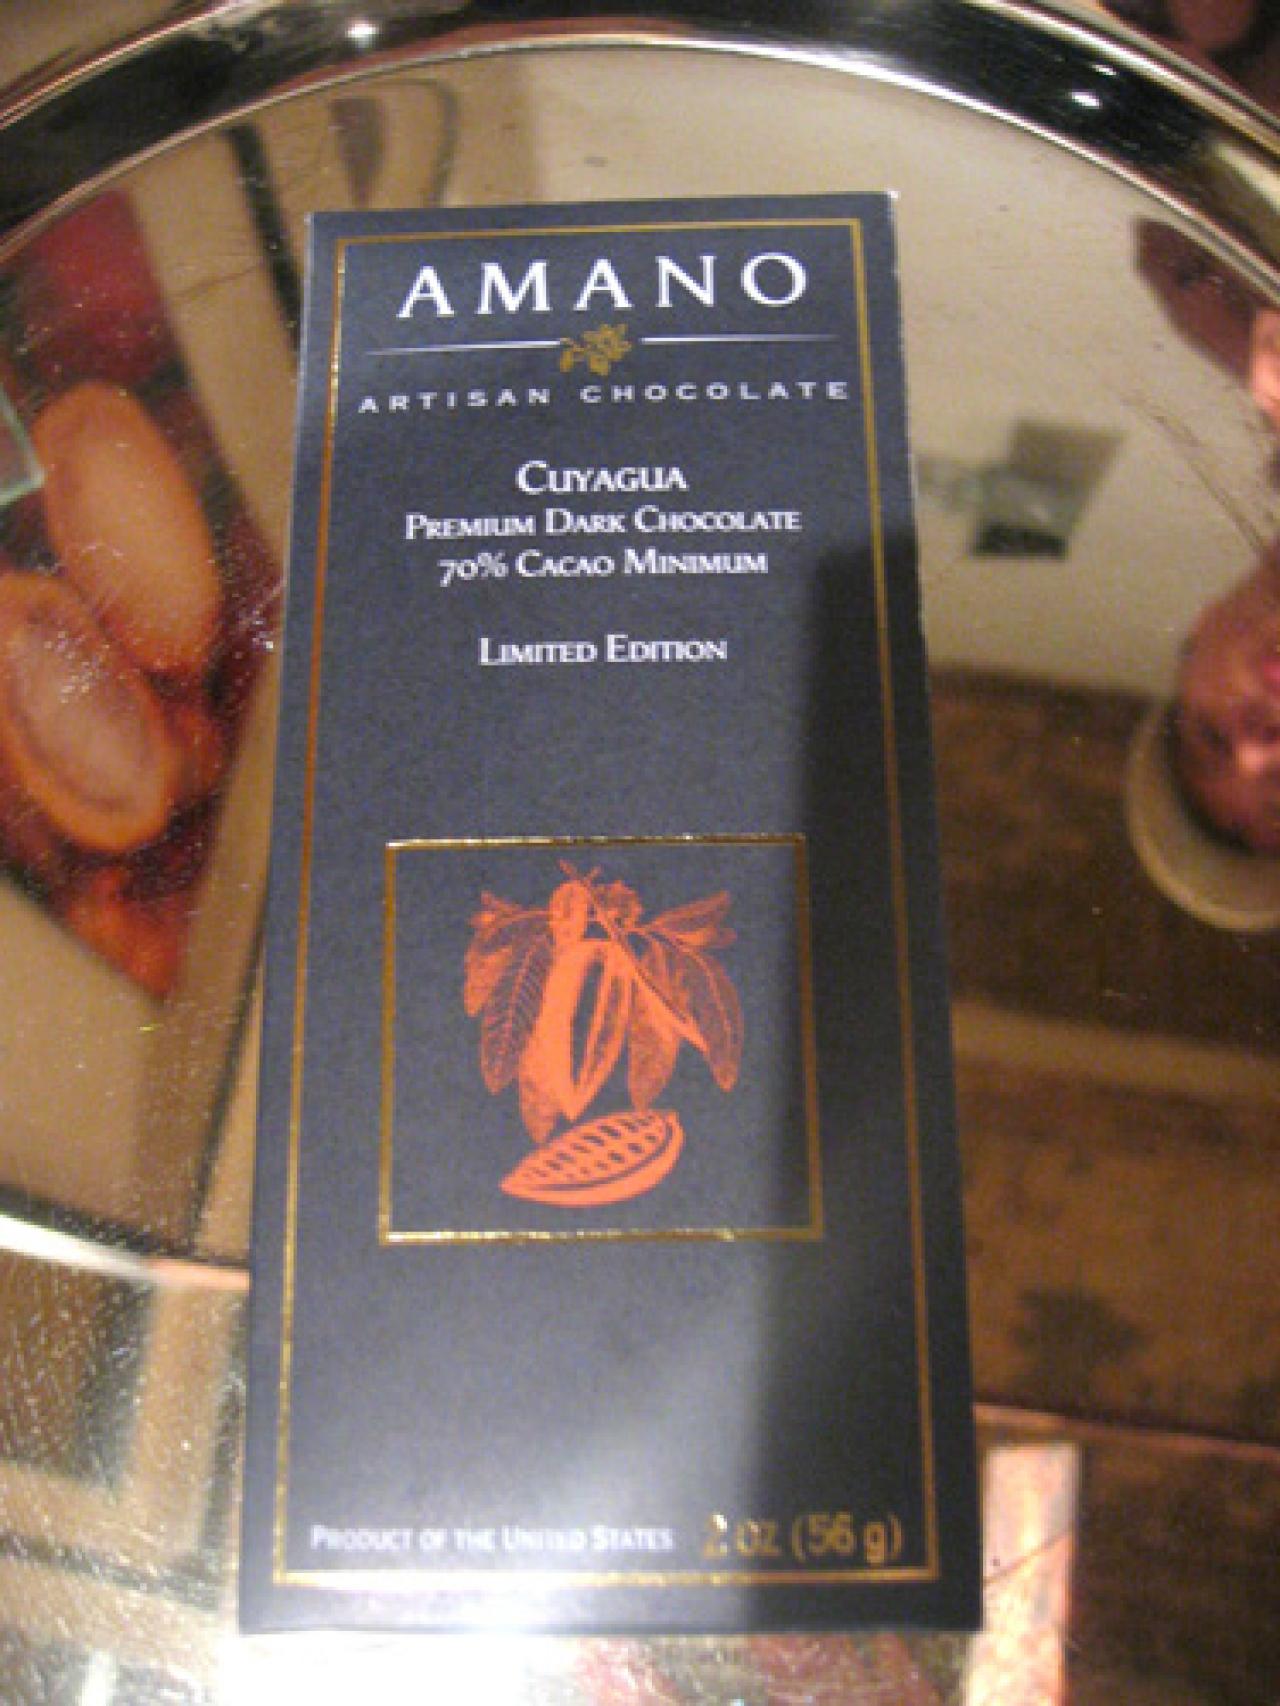 AMANO
ARTISAN CHOCOLATE
CUYAGUA
PREMIUM DARK CHOCOLATE
70% CACAO MINIMUM
LIMITED EDITION
PRODUCT OF THE UNITED STATES 2 oz (56 g)